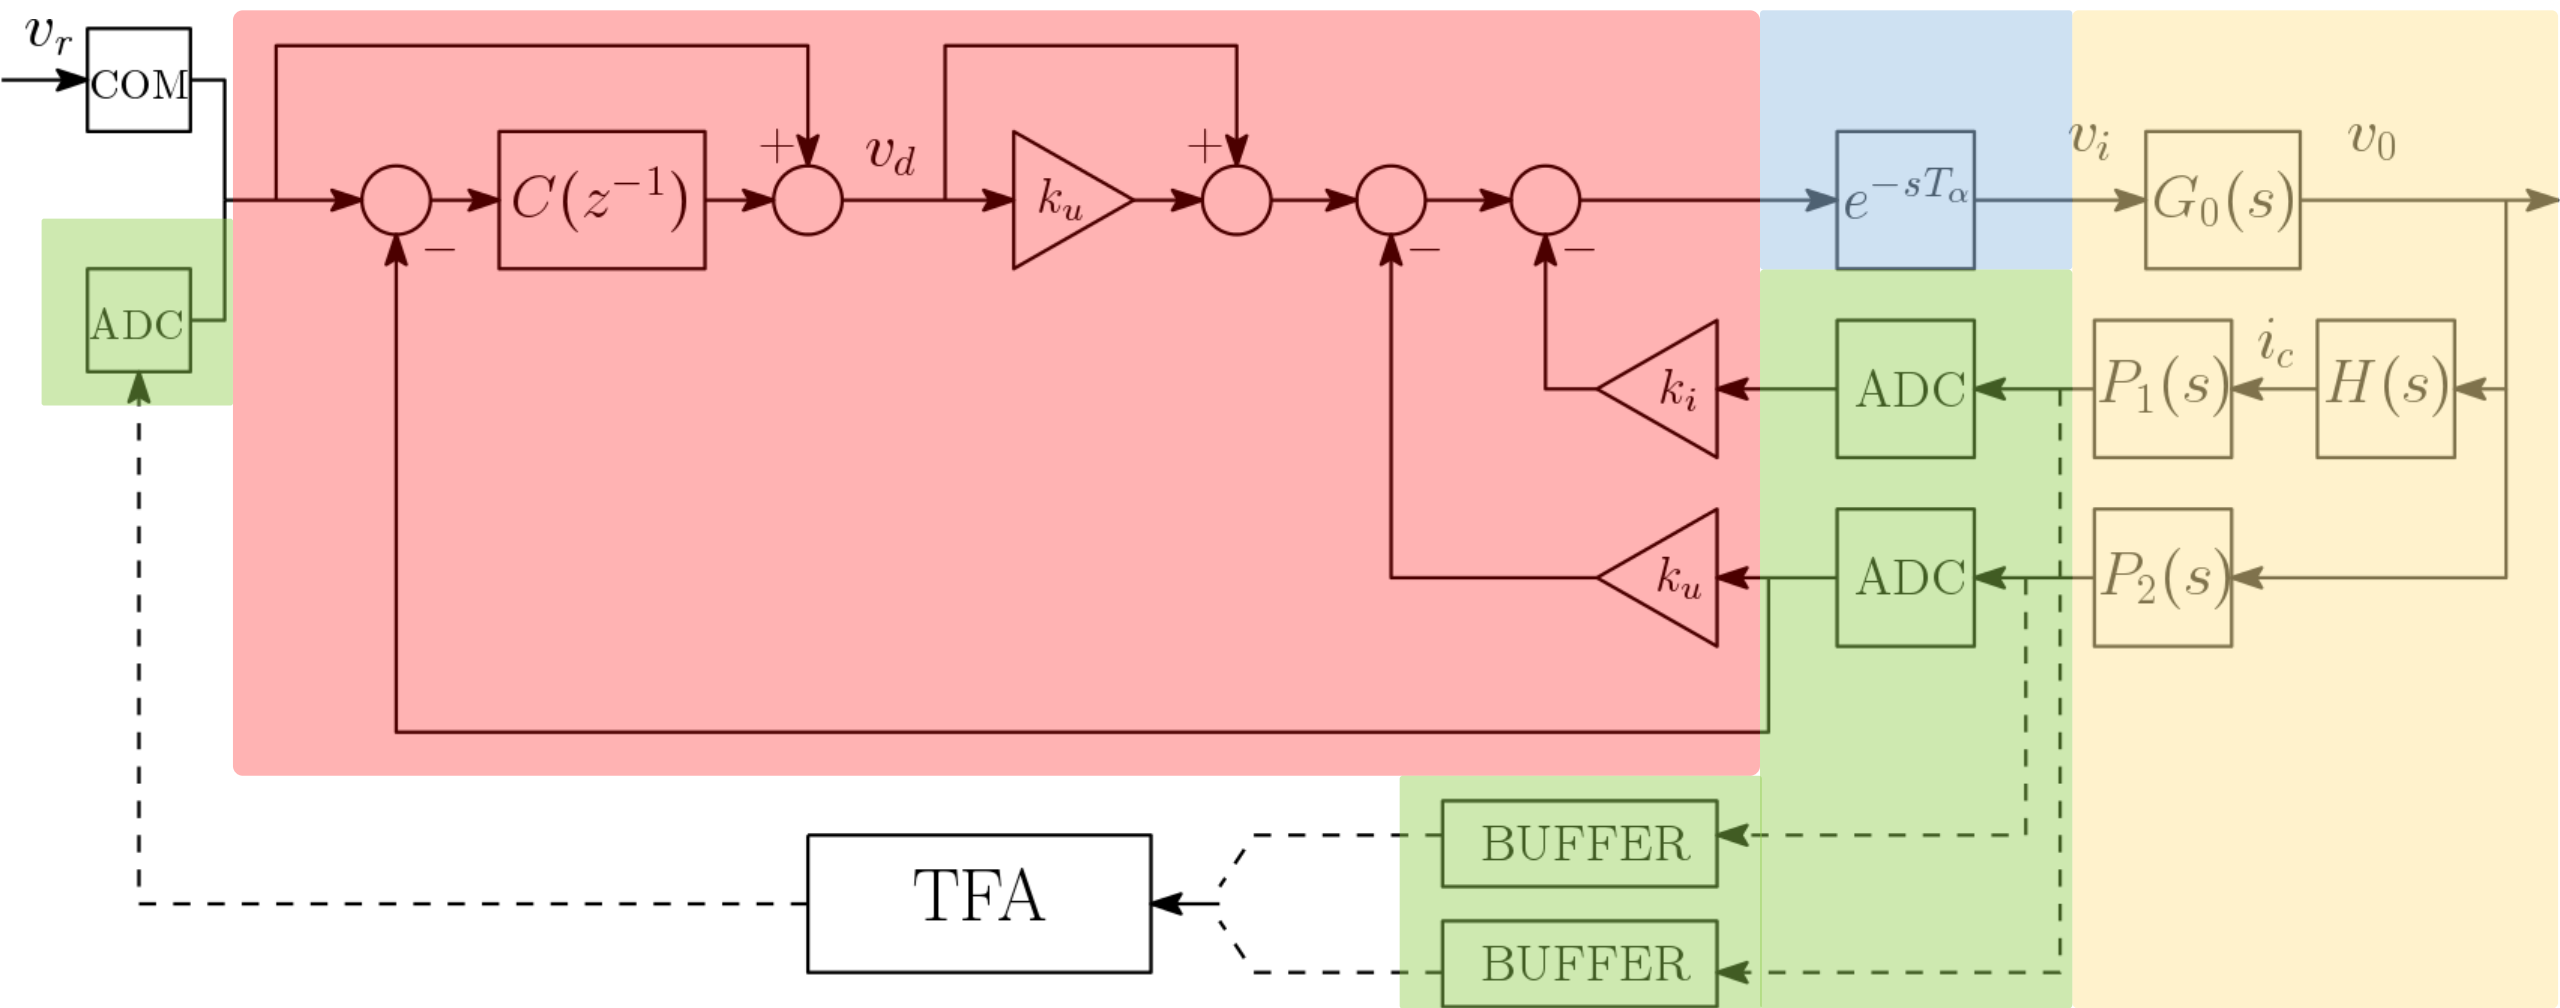 v_r
COM
ADC
+
−
C(z^{-1})
v_d
k_u
+
−
−
e^{-sT_α}
v_i
G_0(s)
v_0
k_i
ADC
P_1(s)
i_c
H(s)
k_u
ADC
P_2(s)
BUFFER
TFA
BUFFER